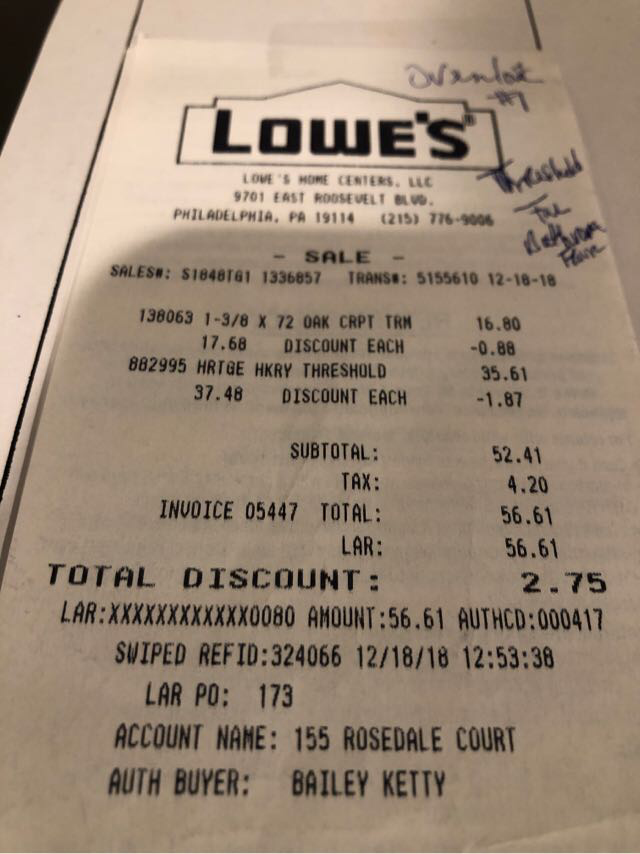 #7
LOWE'S®
LOWE'S HOME CENTERS, LLC
9701 EAST ROOSEVELT BLVD.
PHILADELPHIA, PA 19114 (215) 776-9006
Threshold
For
Bathroom
- SALE -
SALES#: S1848TG1 1336857 TRANS#: 5155610 12-18-18
138063 1-3/8 X 72 OAK CRPT TRM 16.80
17.68 DISCOUNT EACH -0.88
882995 HRTGE HKRY THRESHOLD 35.61
37.48 DISCOUNT EACH -1.87
SUBTOTAL: 52.41
TAX: 4.20
INVOICE 05447 TOTAL: 56.61
LAR: 56.61
TOTAL DISCOUNT: 2.75
LAR:XXXXXXXXXXXX0080 AMOUNT:56.61 AUTHCD:000417
SWIPED REFID:324066 12/18/18 12:53:38
LAR PO: 173
ACCOUNT NAME: 155 ROSEDALE COURT
AUTH BUYER: BAILEY KETTY